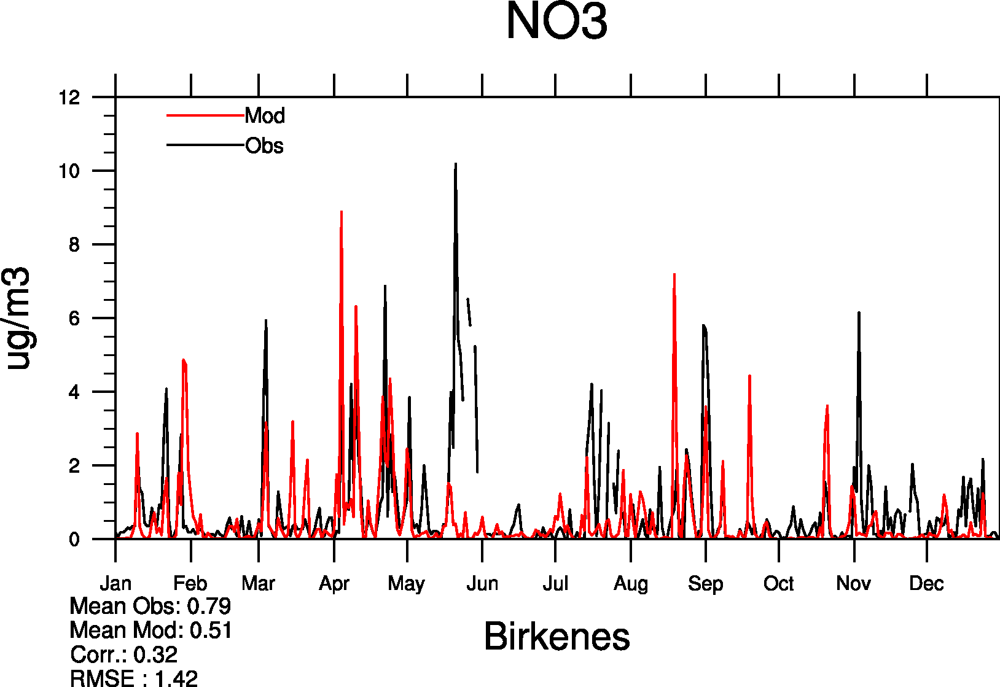 NO3
12
Mod
Obs
10
8
6
4
2
0
ug/m3
Jan Feb Mar Apr May Jun Jul Aug Sep Oct Nov Dec
Mean Obs: 0.79
Mean Mod: 0.51
Corr.: 0.32
RMSE : 1.42
Birkenes